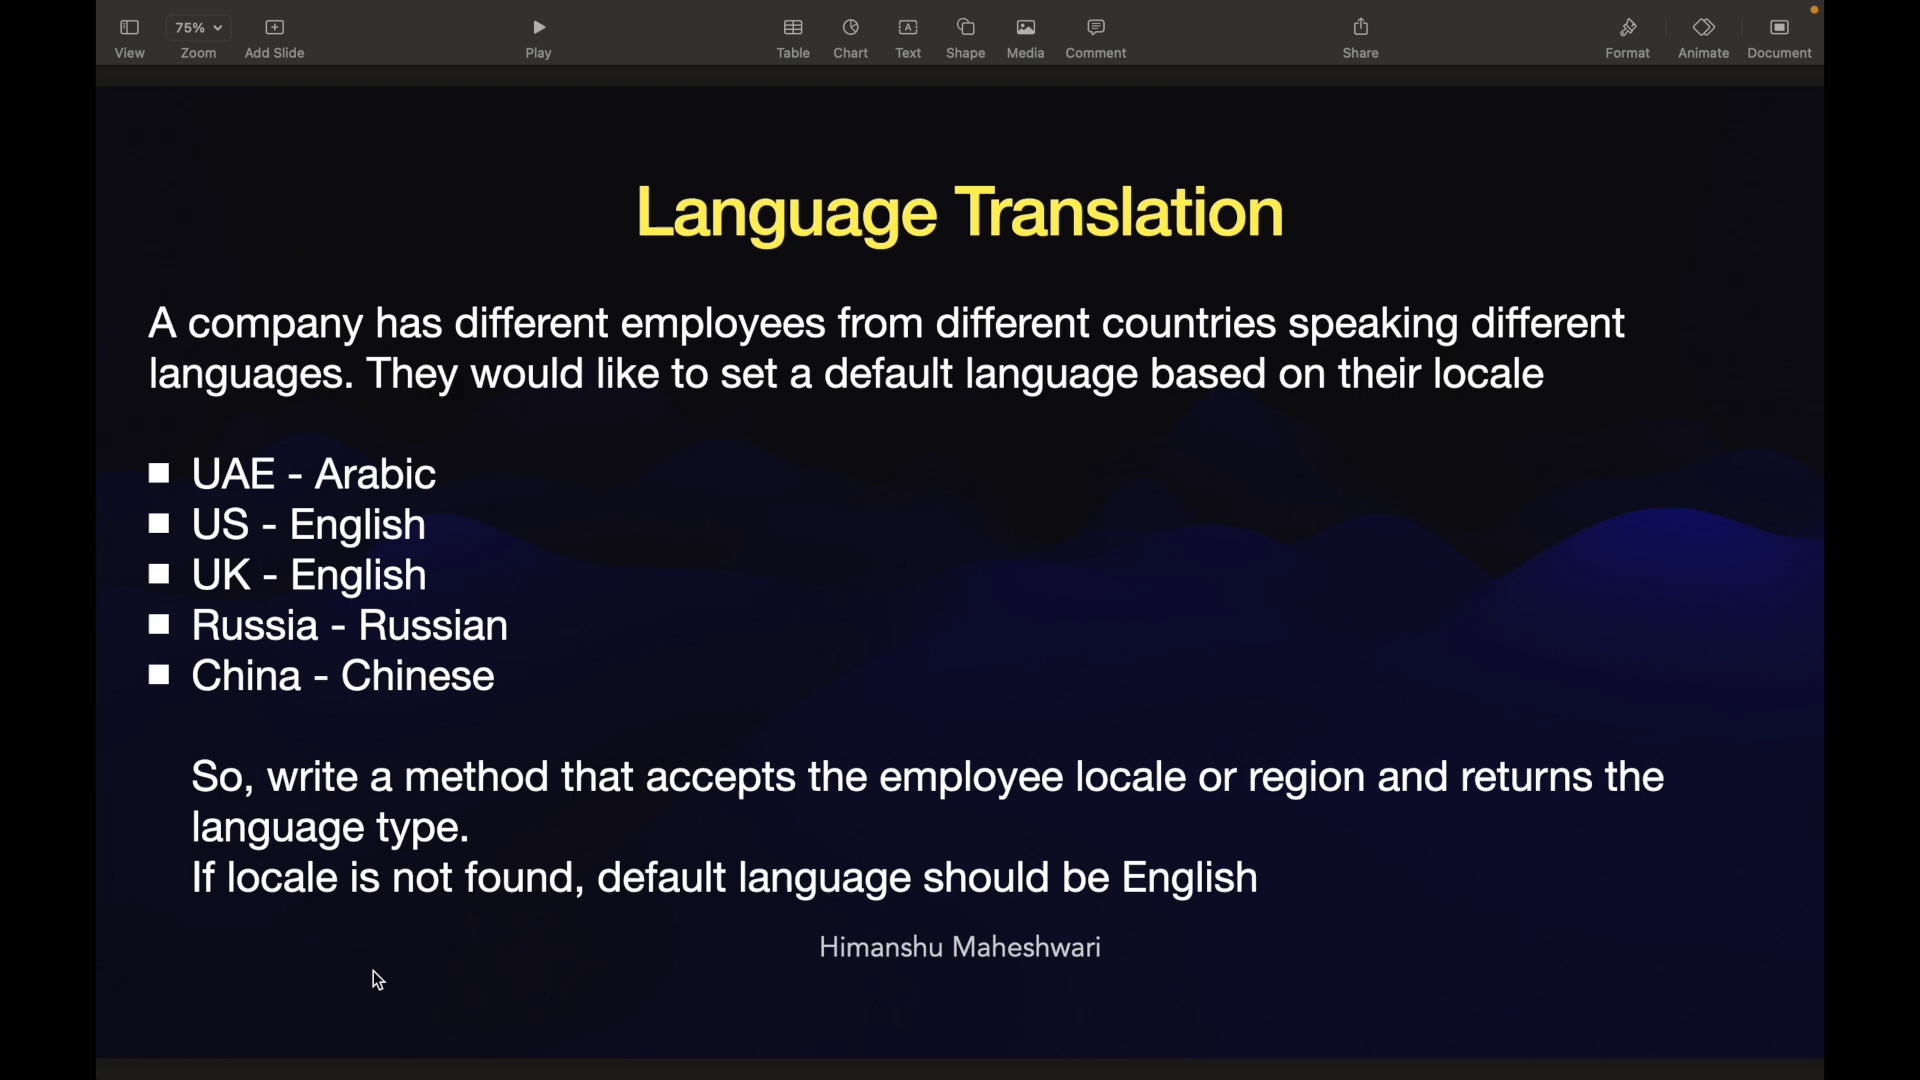 View
75%
Zoom
Add Slide
Play
Table
Chart
Text
Shape
Media
Comment
Share
Format
Animate
Document
Language Translation
A company has different employees from different countries speaking different
languages. They would like to set a default language based on their locale
■ UAE - Arabic
■ US - English
■ UK - English
■ Russia - Russian
■ China - Chinese
So, write a method that accepts the employee locale or region and returns the
language type.
If locale is not found, default language should be English
Himanshu Maheshwari